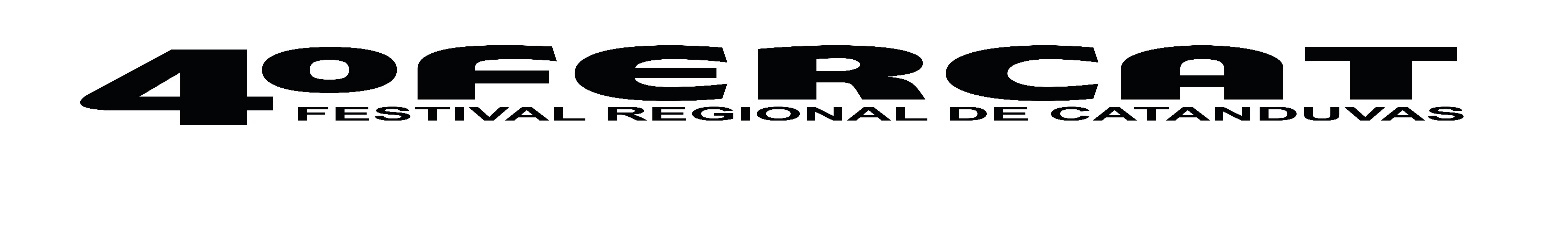 4º FERCAT
FESTIVAL REGIONAL DE CATANDUVAS